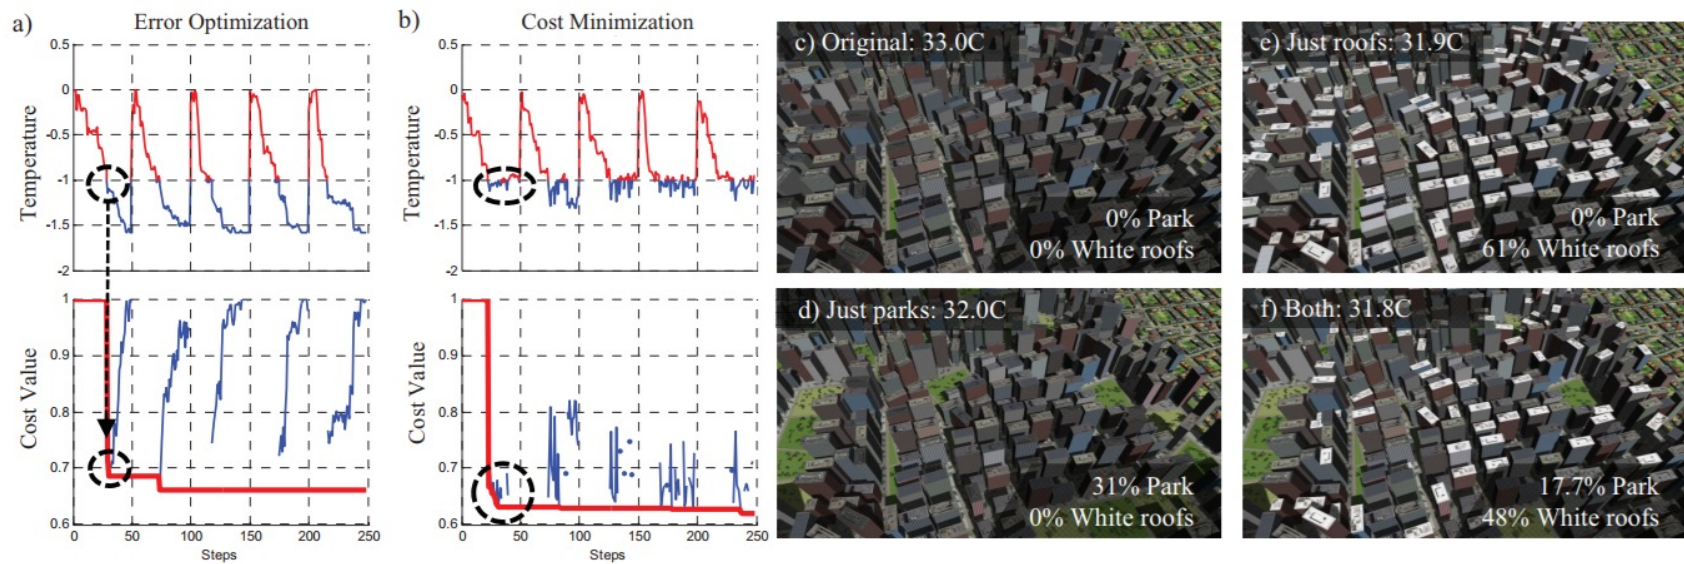 a)
Error Optimization
Temperature
0.5
0
-0.5
-1
-1.5
-2
Cost Value
1
0.9
0.8
0.7
0.6
0
50
100
150
200
250
Steps
b)
Cost Minimization
Temperature
0.5
0
-0.5
-1
-1.5
-2
Cost Value
1
0.9
0.8
0.7
0.6
0
50
100
150
200
250
Steps
c) Original: 33.0C
0% Park
0% White roofs
d) Just parks: 32.0C
31% Park
0% White roofs
e) Just roofs: 31.9C
0% Park
61% White roofs
f) Both: 31.8C
17.7% Park
48% White roofs